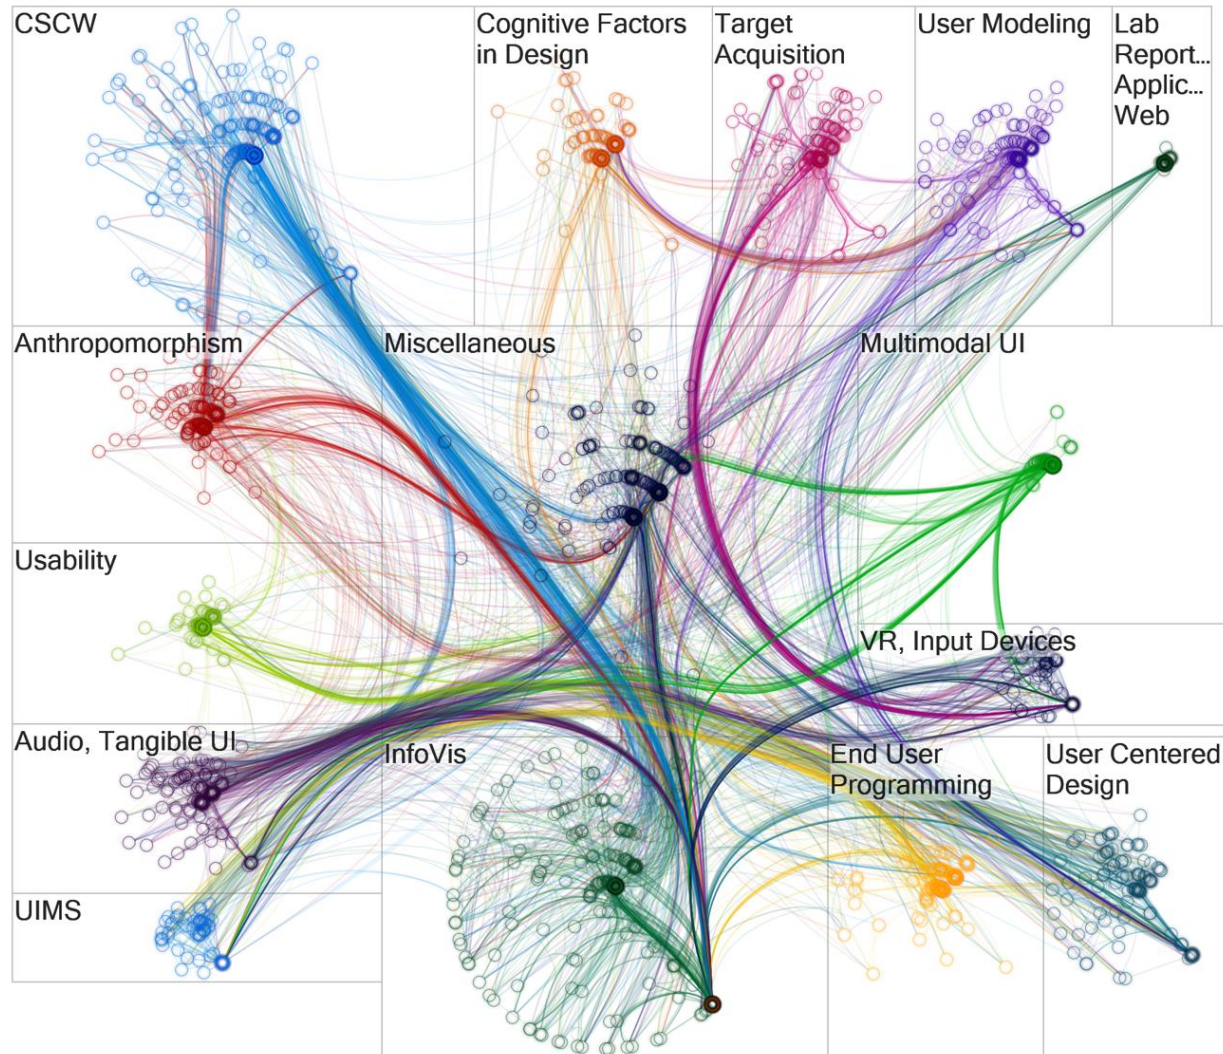 CSCW
Cognitive Factors
in Design
Target
Acquisition
User Modeling
Lab
Report...
Applic...
Web
Anthropomorphism
Miscellaneous
Multimodal UI
Usability
VR, Input Devices
Audio, Tangible UI
InfoVis
End User
Programming
User Centered
Design
UIMS